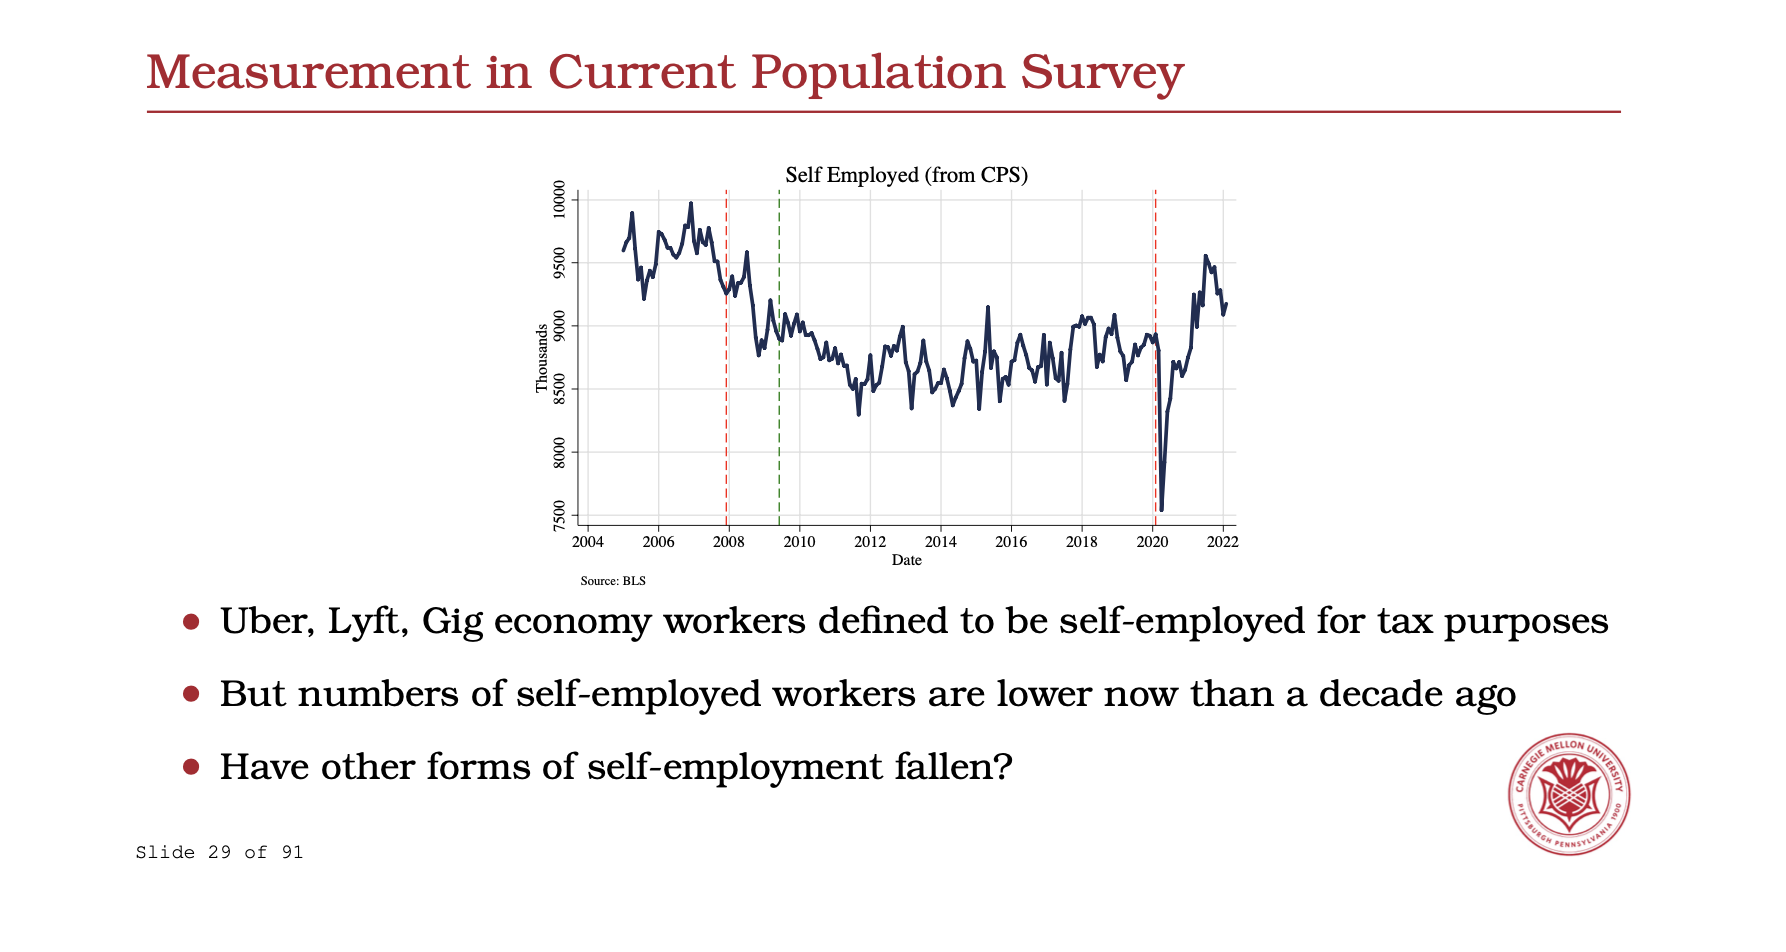 Measurement in Current Population Survey
Self Employed (from CPS)
Thousands
10000
9500
9000
8500
8000
7500
2004 2006 2008 2010 2012 2014 2016 2018 2020 2022
Date
Source: BLS
Uber, Lyft, Gig economy workers defined to be self-employed for tax purposes
But numbers of self-employed workers are lower now than a decade ago
Have other forms of self-employment fallen?
CARNEGIE MELLON UNIVERSITY
PITTSBURGH PENNSYLVANIA 1900
Slide 29 of 91